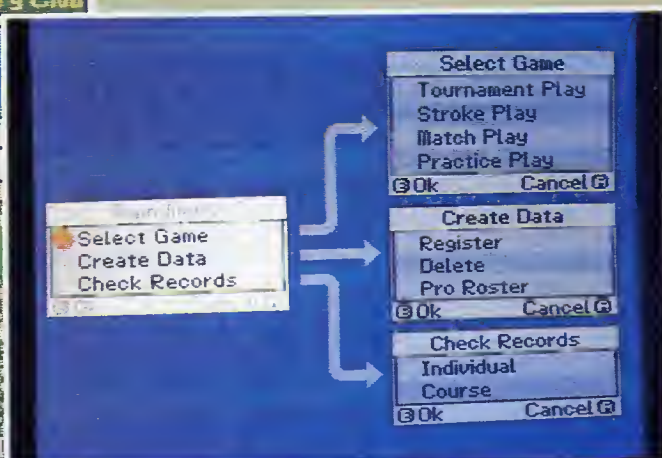 Select Game
Create Data
Check Records
Select Game
Tournament Play
Stroke Play
Match Play
Practice Play
Ok Cancel
Create Data
Register
Delete
Pro Roster
Ok Cancel
Check Records
Individual
Course
Ok Cancel